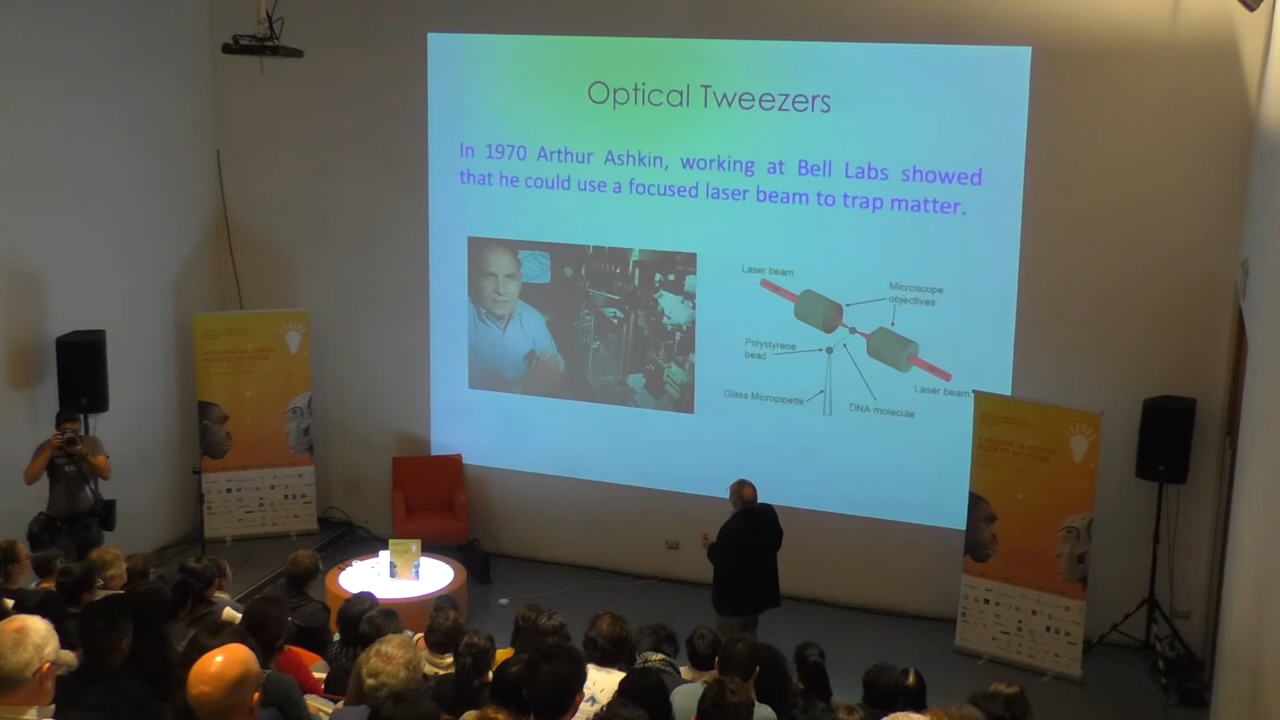 Optical Tweezers
In 1970 Arthur Ashkin, working at Bell Labs showed
that he could use a focused laser beam to trap matter.
Laser beam
Microscope
objectives
Polystyrene
bead
Glass Micropipette
DNA molecule
Laser beam